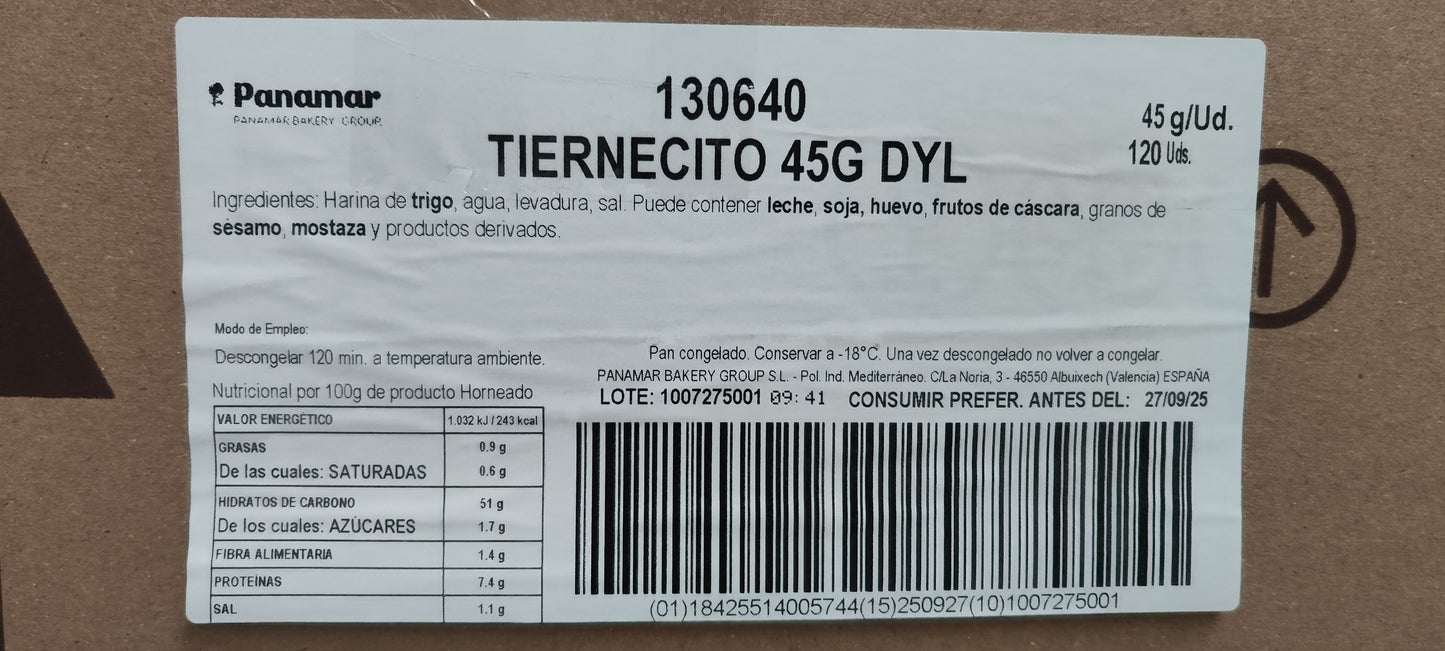 Panamar
PANAMAR BAKERY GROUP
130640
TIERNECITO 45G DYL
45 g/Ud.
120 Uds.
Ingredientes: Harina de trigo, agua, levadura, sal. Puede contener leche, soja, huevo, frutos de cáscara, granos de
sésamo, mostaza y productos derivados.
Modo de Empleo:
Descongelar 120 min. a temperatura ambiente.
Nutricional por 100g de producto Horneado
VALOR ENERGÉTICO 1.032 kJ / 243 kcal
GRASAS 0.9 g
De las cuales: SATURADAS 0.6 g
HIDRATOS DE CARBONO 51 g
De los cuales: AZÚCARES 1.7 g
FIBRA ALIMENTARIA 1.4 g
PROTEÍNAS 7.4 g
SAL 1.1 g
Pan congelado. Conservar a -18°C. Una vez descongelado no volver a congelar.
PANAMAR BAKERY GROUP S.L. - Pol. Ind. Mediterráneo. C/La Noria, 3 - 46550 Albuixech (Valencia) ESPAÑA
LOTE: 1007275001 09:41 CONSUMIR PREFER. ANTES DEL: 27/09/25
(01)18425514005744(15)250927(10)1007275001